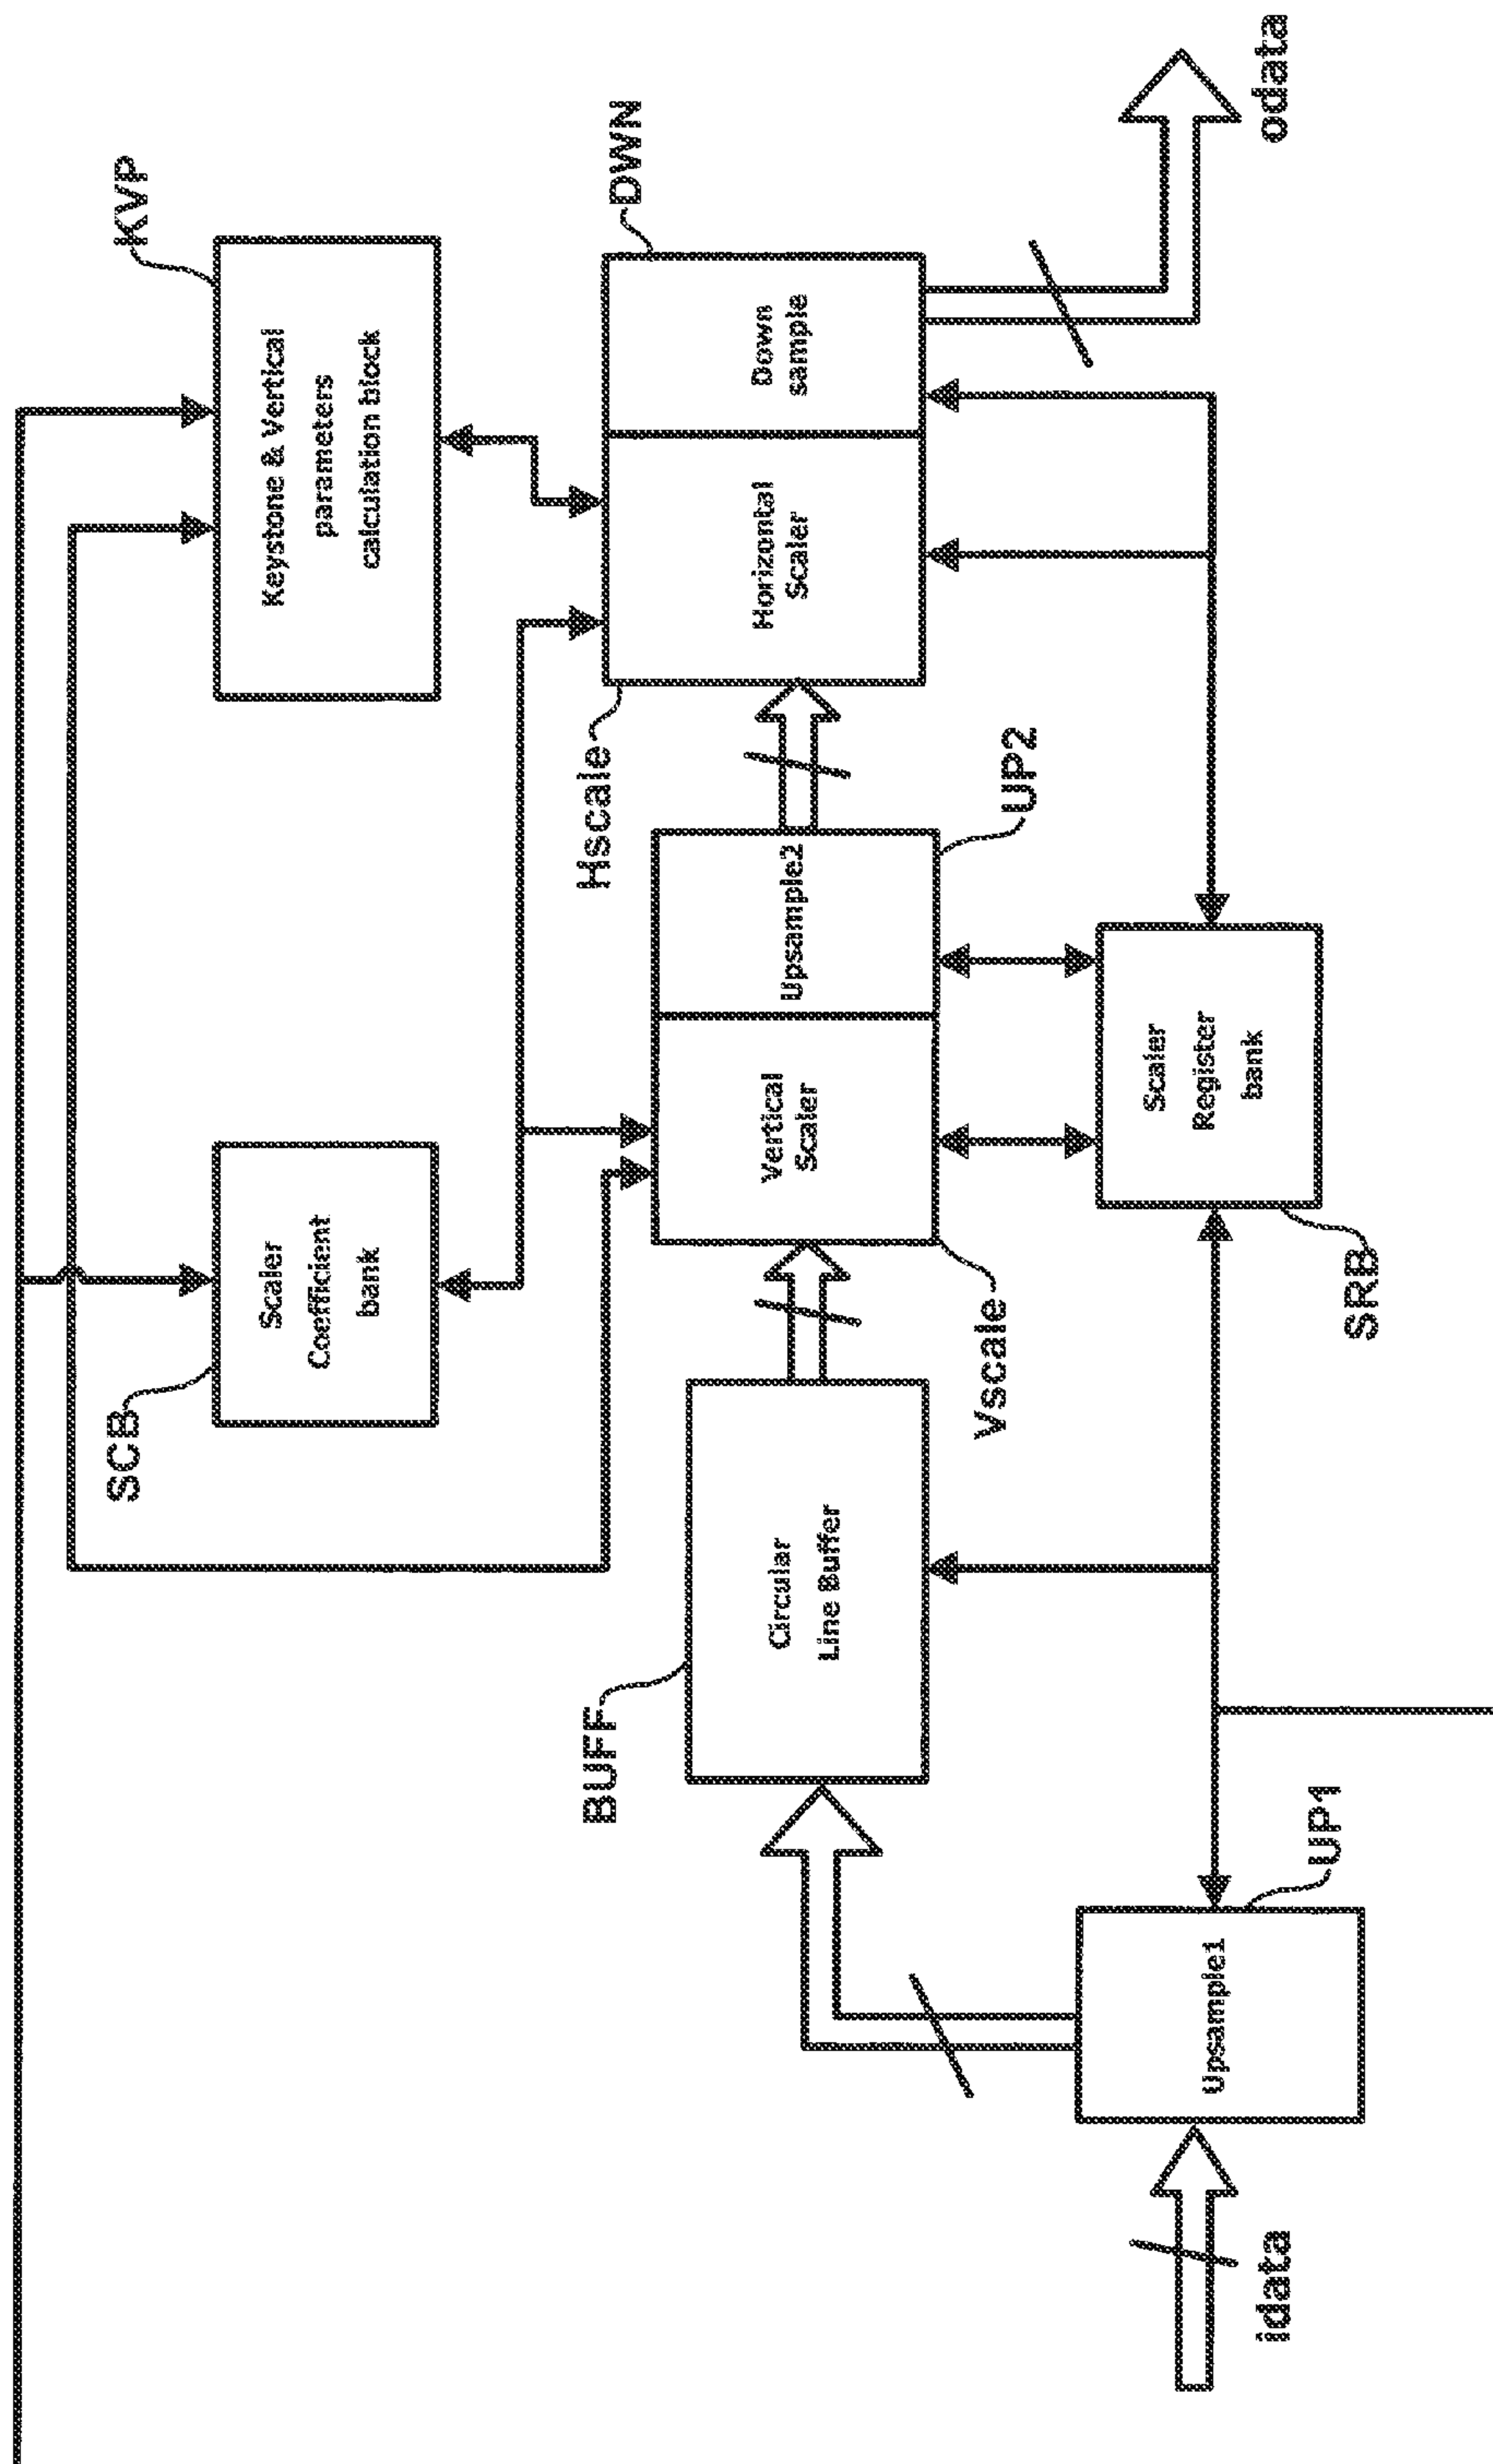 KVP
Keystone & Vertical
parameters
calculation block
SCB
Scaler
Coefficient
bank
DWN
Down
sample
Horizontal
Scaler
Hscale
UP2
Upsample2
Vertical
Scaler
Vscale
BUFF
Circular
Line Buffer
Scaler
Register
bank
SRB
UP1
Upsample1
idata
odata